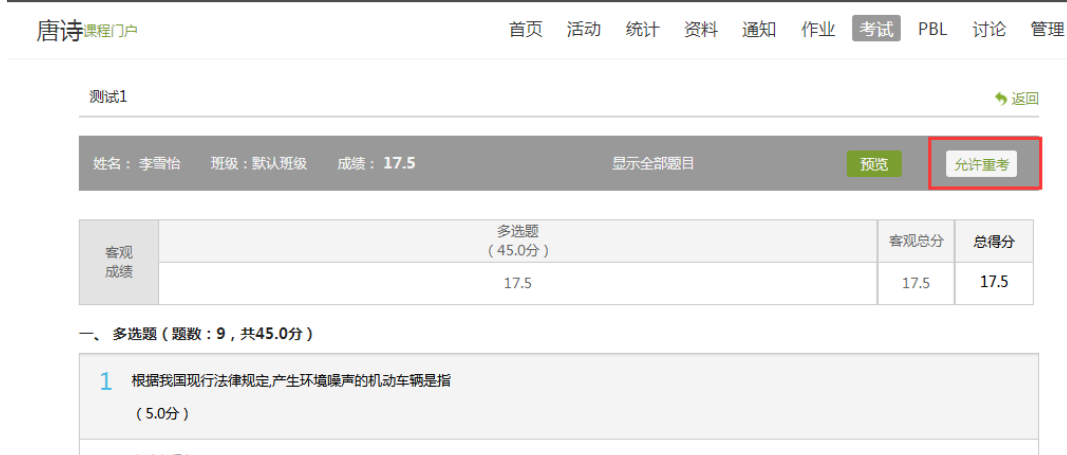 唐诗课程门户 首页 活动 统计 资料 通知 作业 考试 PBL 讨论 管理
测试1 返回
姓名： 李雪怡 班级：默认班级 成绩： 17.5 显示全部题目 预览 允许重考
客观成绩 多选题 客观总分 总得分
（45.0分）
17.5 17.5 17.5
一、 多选题（题数：9，共45.0分）
1 根据我国现行法律规定,产生环境噪声的机动车辆是指
（5.0分）